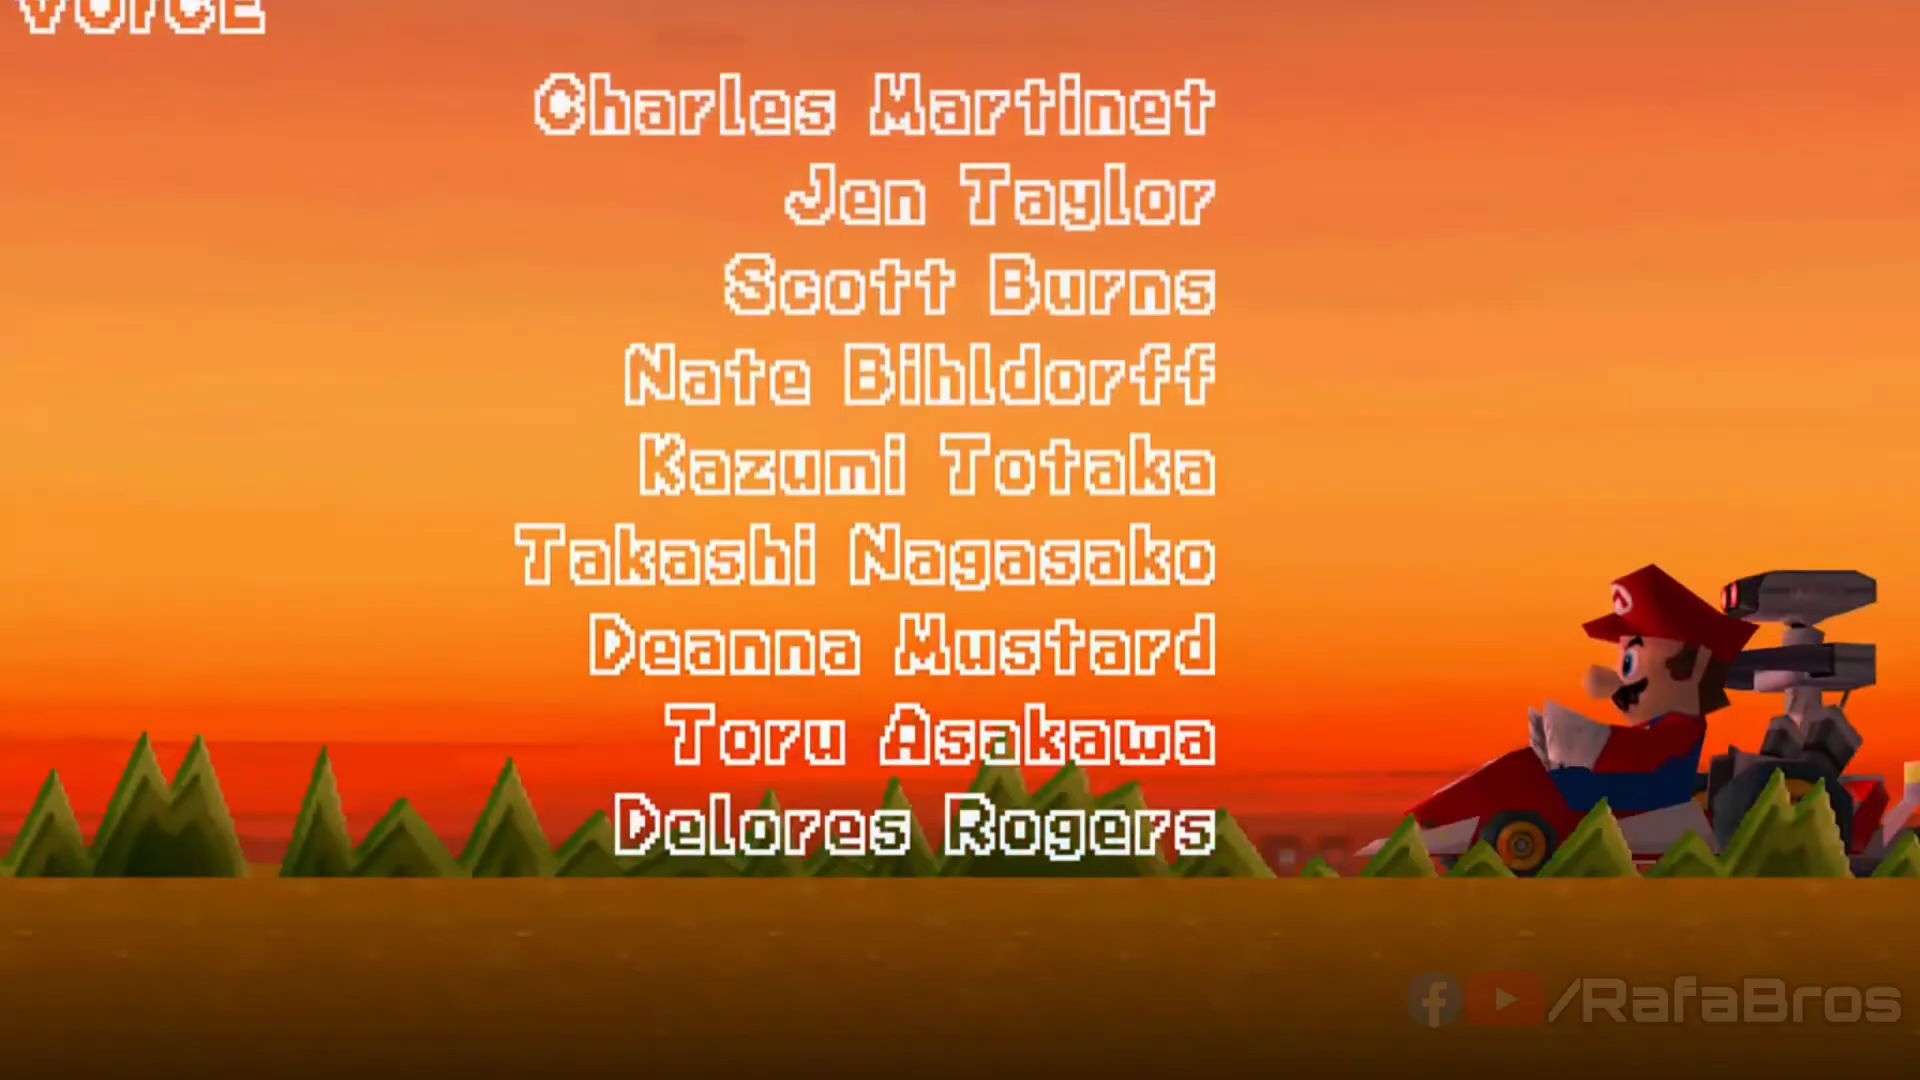 VOICE
Charles Martinet
Jen Taylor
Scott Burns
Nate Bihldorff
Kazumi Totaka
Takashi Nagasako
Deanna Mustard
Toru Asakawa
Delores Rogers
/RafaBros